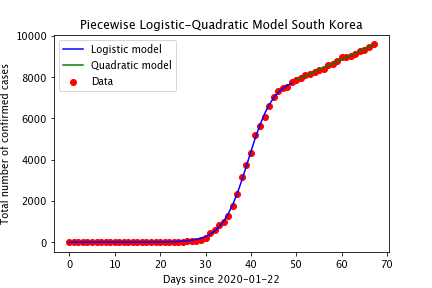 Piecewise Logistic-Quadratic Model South Korea
Logistic model
Quadratic model
Data
Total number of confirmed cases
10000
8000
6000
4000
2000
0
0 10 20 30 40 50 60 70
Days since 2020-01-22